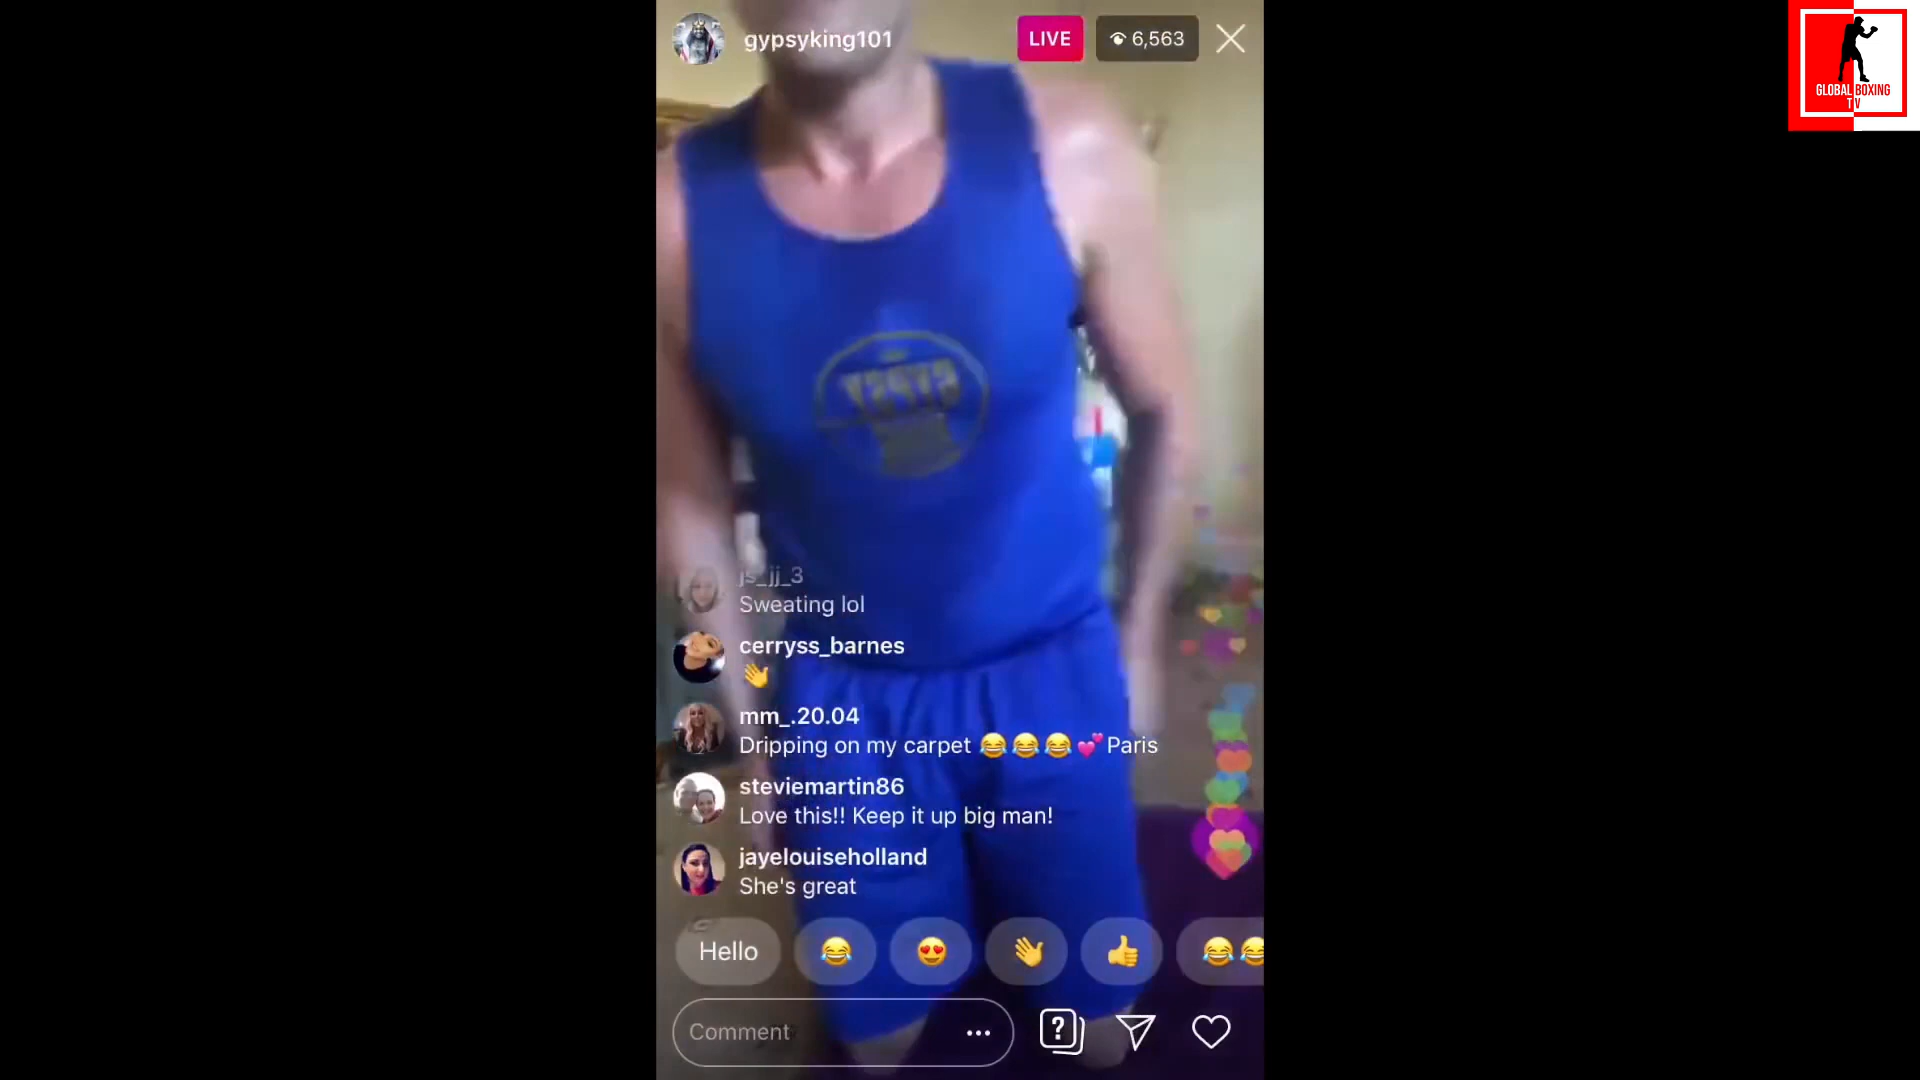 gypsyking101
LIVE
6,563
GLOBAL BOXING
TV
js_jj_3
Sweating lol
cerryss_barnes
👋
mm_.20.04
Dripping on my carpet 😂😂😂💕Paris
steviemartin86
Love this!! Keep it up big man!
jayelouiseholland
She's great
Hello 😂 😍 👋 👍 😂😂
Comment